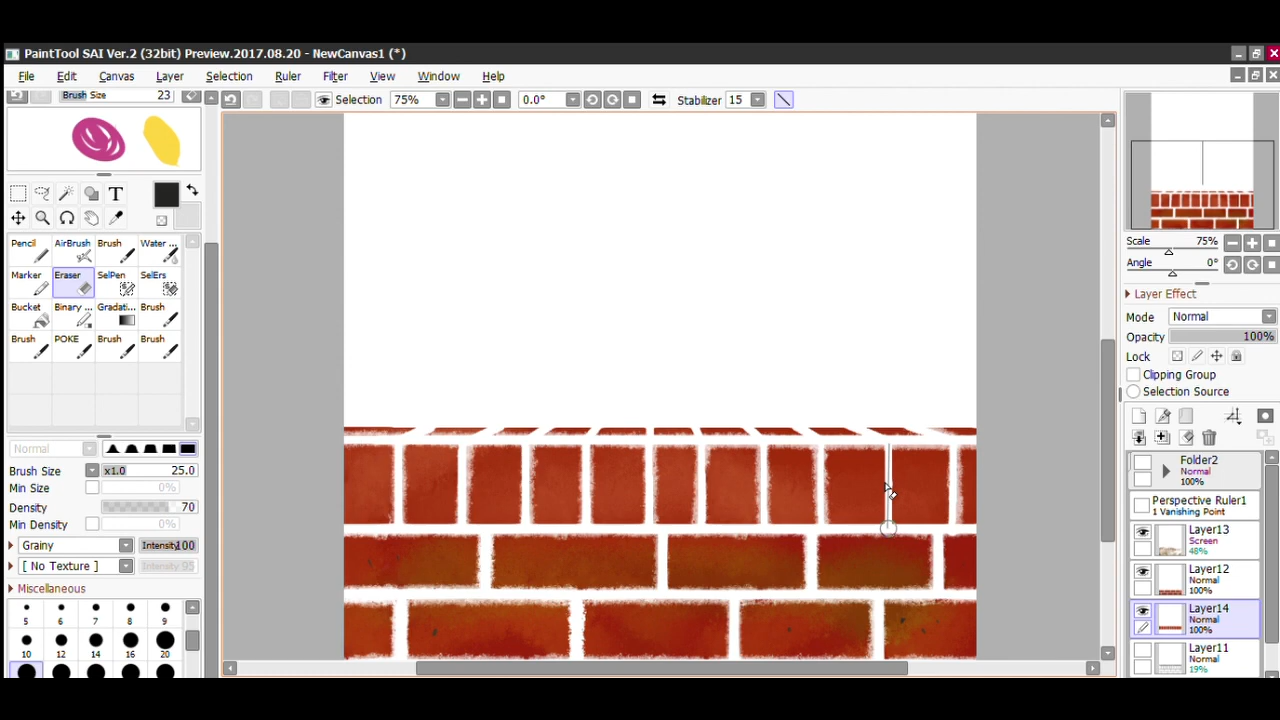 PaintTool SAI Ver.2 (32bit) Preview.2017.08.20 - NewCanvas1 (*)
File Edit Canvas Layer Selection Ruler Filter View Window Help
Brush Size 23
Selection 75% 0.0° Stabilizer 15
T
Pencil AirBrush Brush Water ...
Marker Eraser SelPen SelErs
Bucket Binary ... Gradati... Brush
Brush POKE Brush Brush
Normal
Brush Size x1.0 25.0
Min Size 0%
Density 70
Min Density 0%
Grainy Intensity 100
[ No Texture ] Intensity 95
Miscellaneous
5 6 7 8 9
10 12 14 16 20
Scale 75%
Angle 0°
Layer Effect
Mode Normal
Opacity 100%
Lock
Clipping Group
Selection Source
Folder2
Normal
100%
Perspective Ruler1
1 Vanishing Point
Layer13
Screen
48%
Layer12
Normal
100%
Layer14
Normal
100%
Layer11
Normal
19%